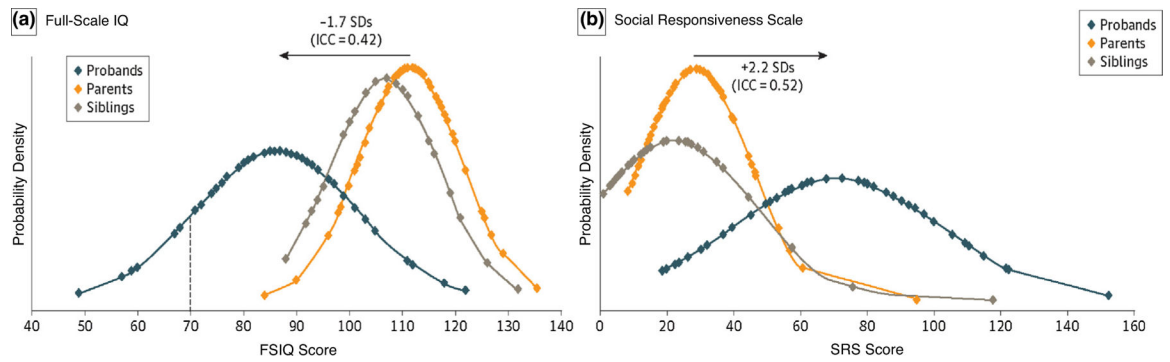 (a) Full-Scale IQ
−1.7 SDs
(ICC = 0.42)
Probands
Parents
Siblings
Probability Density
40 50 60 70 80 90 100 110 120 130 140
FSIQ Score
(b) Social Responsiveness Scale
+2.2 SDs
(ICC = 0.52)
Probands
Parents
Siblings
Probability Density
0 20 40 60 80 100 120 140 160
SRS Score